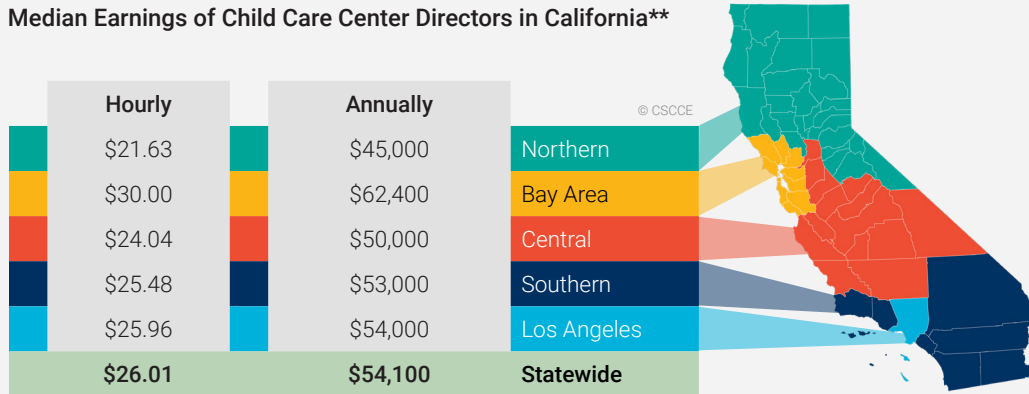 Median Earnings of Child Care Center Directors in California**
Hourly Annually
© CSCCE
$21.63 $45,000 Northern
$30.00 $62,400 Bay Area
$24.04 $50,000 Central
$25.48 $53,000 Southern
$25.96 $54,000 Los Angeles
$26.01 $54,100 Statewide